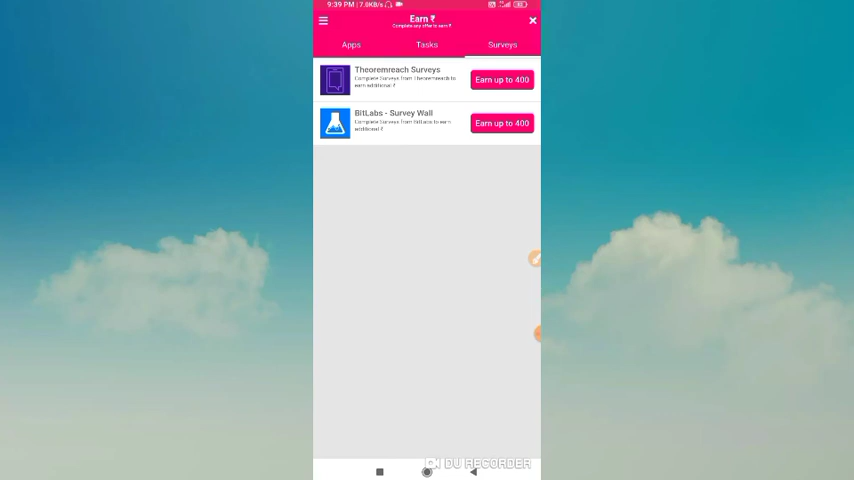 9:39 PM | 7.8KB/s
Earn ₹
Complete any offer to earn ₹
Apps
Tasks
Surveys
Theoremreach Surveys
Complete Surveys from Theoremreach to
earn additional ₹
Earn up to 400
BitLabs - Survey Wall
Complete Surveys from BitLabs to earn
additional ₹
Earn up to 400
DU RECORDER